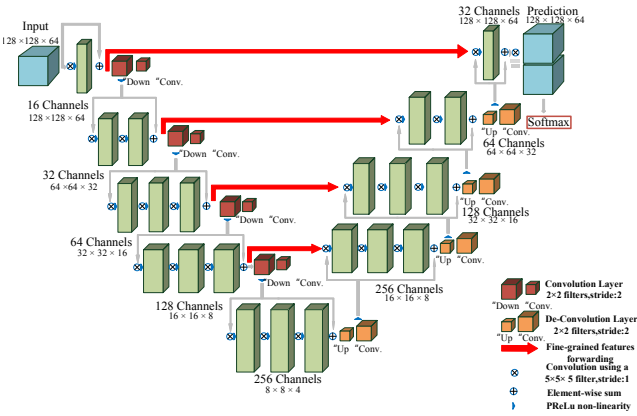 Input
128×128×64
"Down "Conv.
16 Channels
128×128×64
"Down "Conv.
32 Channels
64×64×32
"Down "Conv.
64 Channels
32×32×16
"Down "Conv.
128 Channels
16×16×8
256 Channels
8×8×4
"Up "Conv.
256 Channels
16×16×8
"Up "Conv.
128 Channels
32×32×16
"Up "Conv.
64 Channels
64×64×32
"Up "Conv.
32 Channels
128×128×64
Prediction
128×128×64
Softmax
Convolution Layer
2×2 filters,stride:2
"Down "Conv.
De-Convolution Layer
2×2 filters,stride:2
"Up "Conv.
Fine-grained features
forwarding
Convolution using a
5×5×5 filter,stride:1
Element-wise sum
PReLu non-linearity